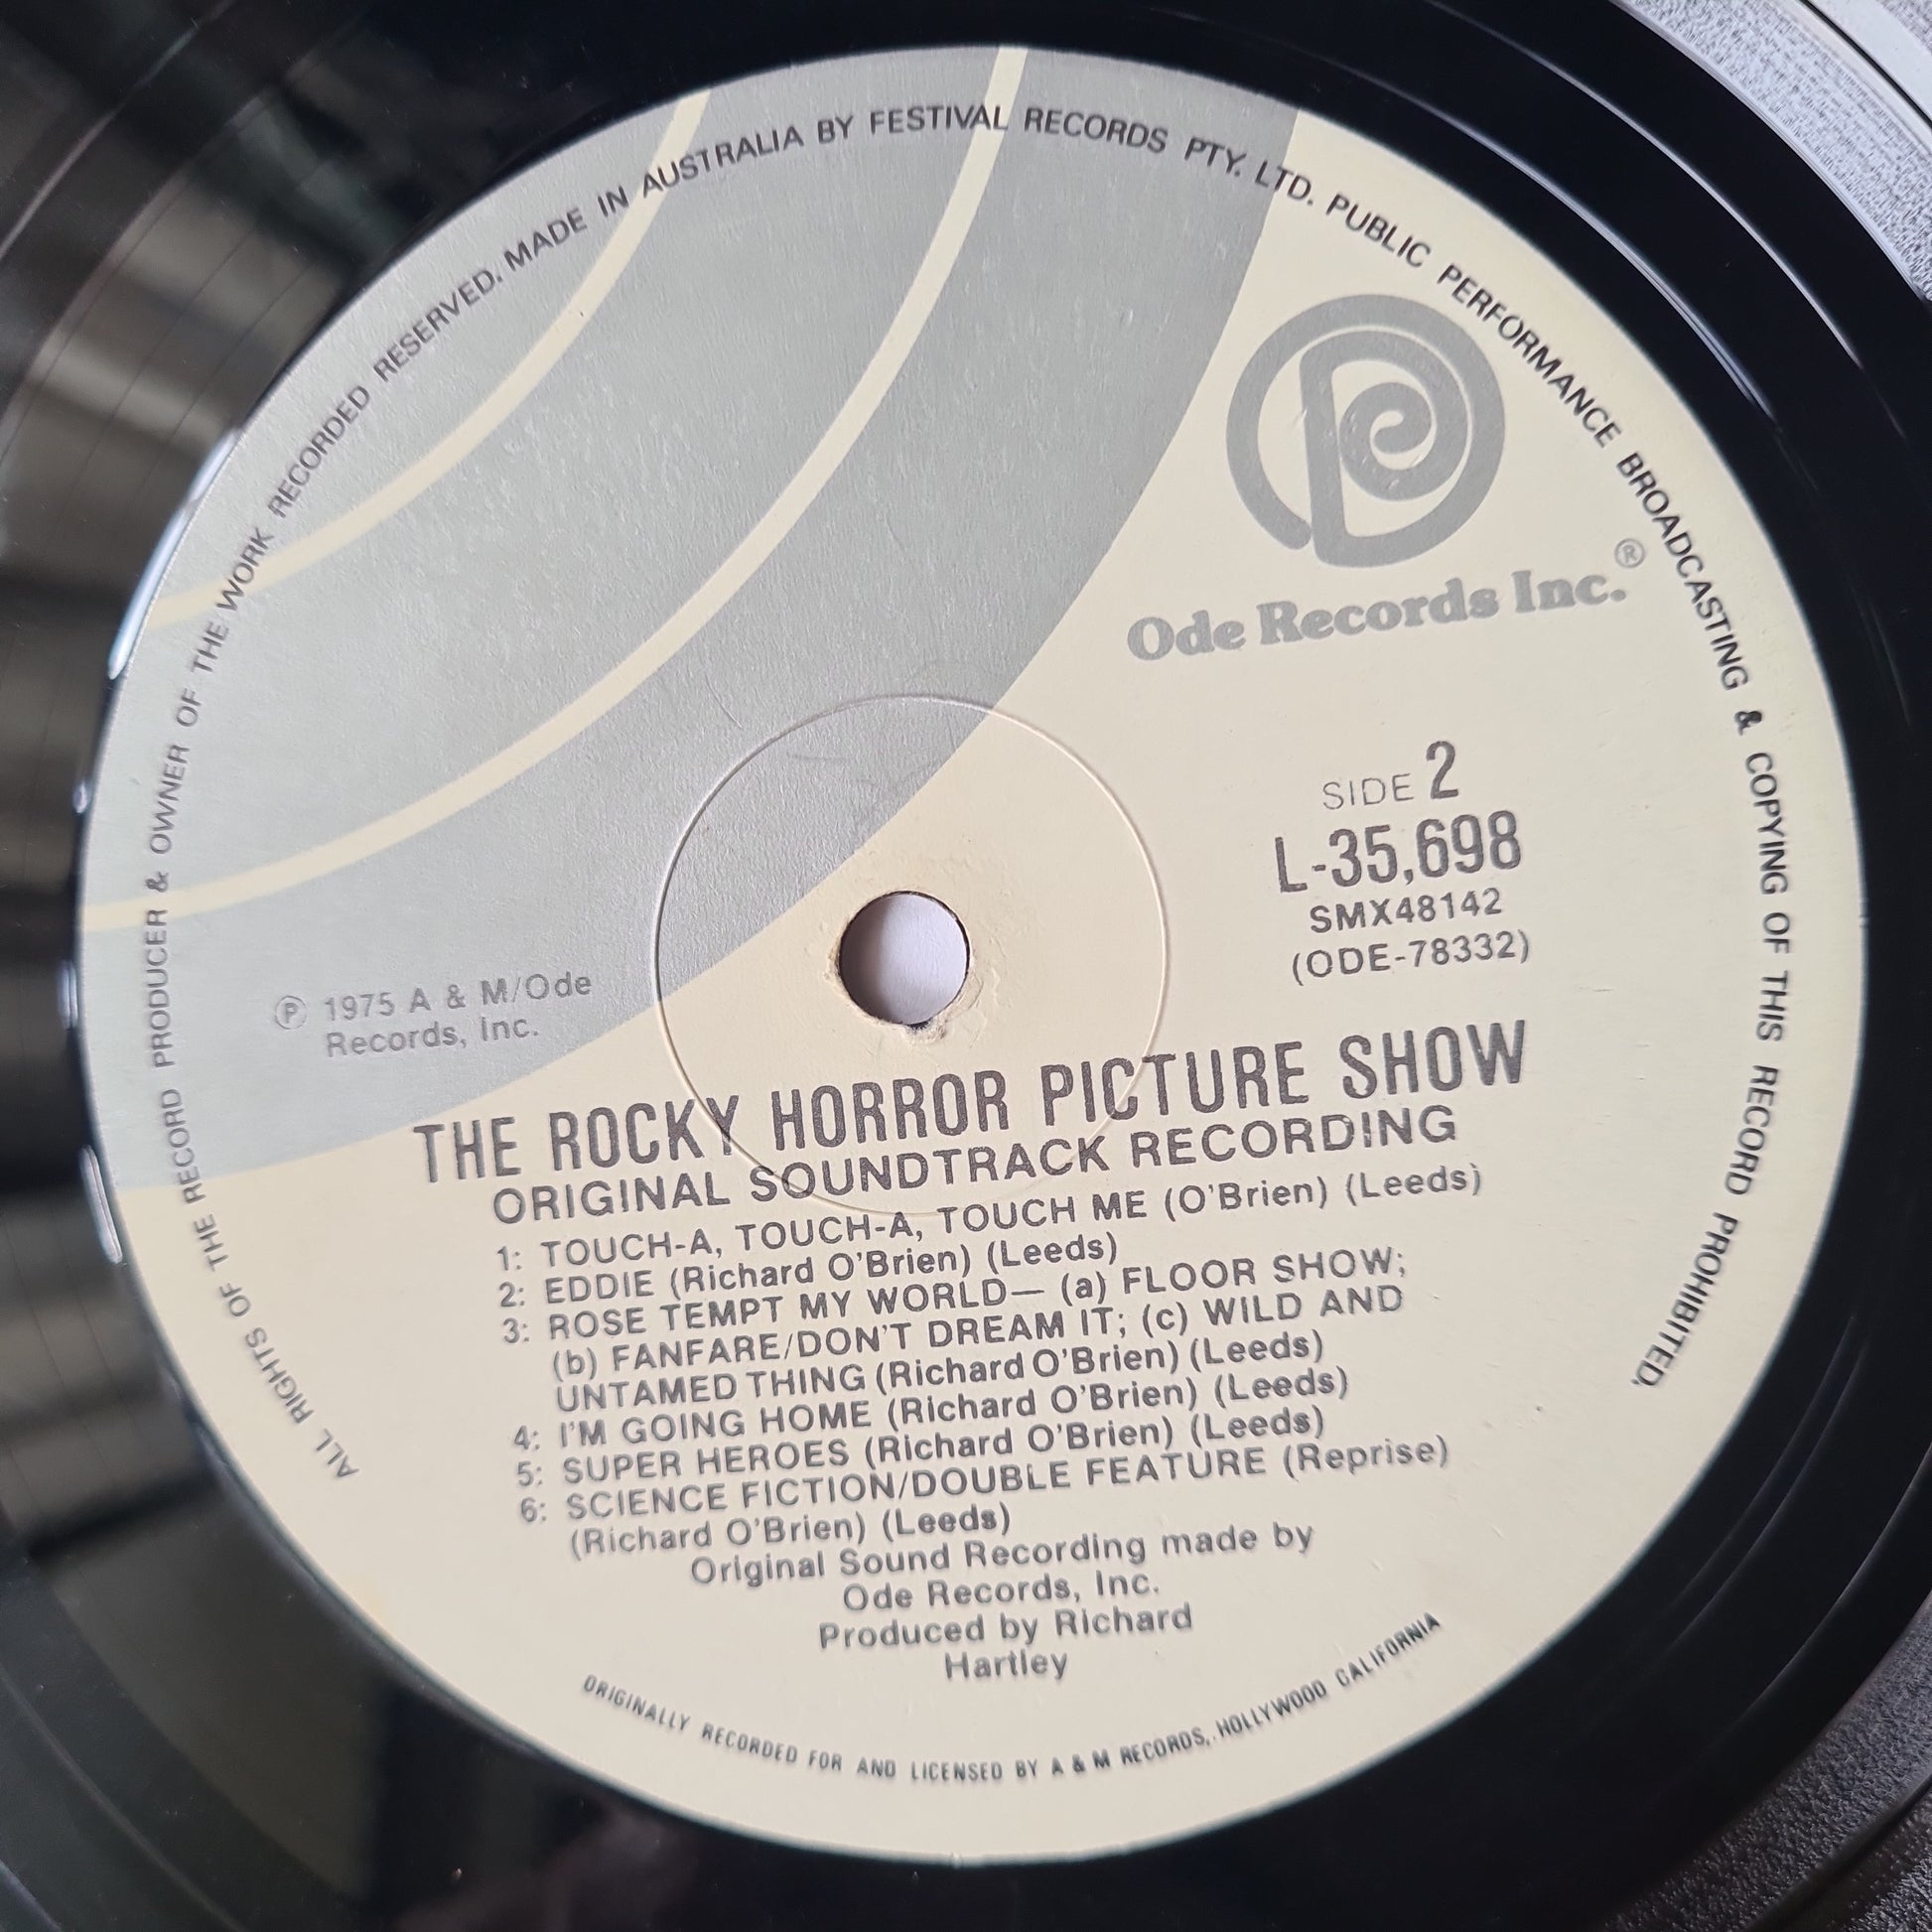 ALL RIGHTS OF THE RECORD PRODUCER & OWNER OF THE WORK RECORDED RESERVED. MADE IN AUSTRALIA BY FESTIVAL RECORDS PTY. LTD. PUBLIC PERFORMANCE BROADCASTING & COPYING OF THIS RECORD PROHIBITED.
Ode Records Inc.®
SIDE 2
L-35,698
SMX48142
(ODE-78332)
℗ 1975 A & M/Ode
Records, Inc.
THE ROCKY HORROR PICTURE SHOW
ORIGINAL SOUNDTRACK RECORDING
1: TOUCH-A, TOUCH-A, TOUCH ME (O'Brien) (Leeds)
2: EDDIE (Richard O'Brien) (Leeds)
3: ROSE TEMPT MY WORLD— (a) FLOOR SHOW;
(b) FANFARE/DON'T DREAM IT; (c) WILD AND
UNTAMED THING (Richard O'Brien) (Leeds)
4: I'M GOING HOME (Richard O'Brien) (Leeds)
5: SUPER HEROES (Richard O'Brien) (Leeds)
6: SCIENCE FICTION/DOUBLE FEATURE (Reprise)
(Richard O'Brien) (Leeds)
Original Sound Recording made by
Ode Records, Inc.
Produced by Richard
Hartley
ORIGINALLY RECORDED FOR AND LICENSED BY A & M RECORDS, HOLLYWOOD CALIFORNIA